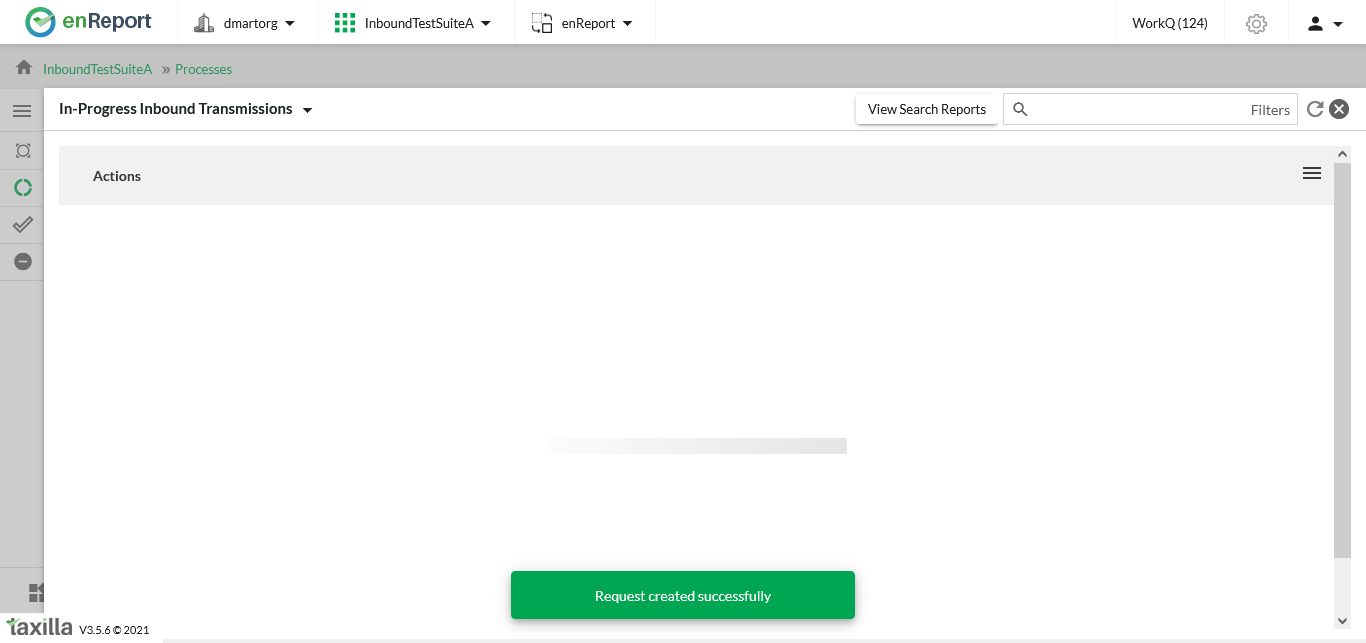 enReport
dmartorg
InboundTestSuiteA
enReport
WorkQ (124)
InboundTestSuiteA » Processes
In-Progress Inbound Transmissions
View Search Reports
Filters
Actions
Request created successfully
taxilla V3.5.6 © 2021